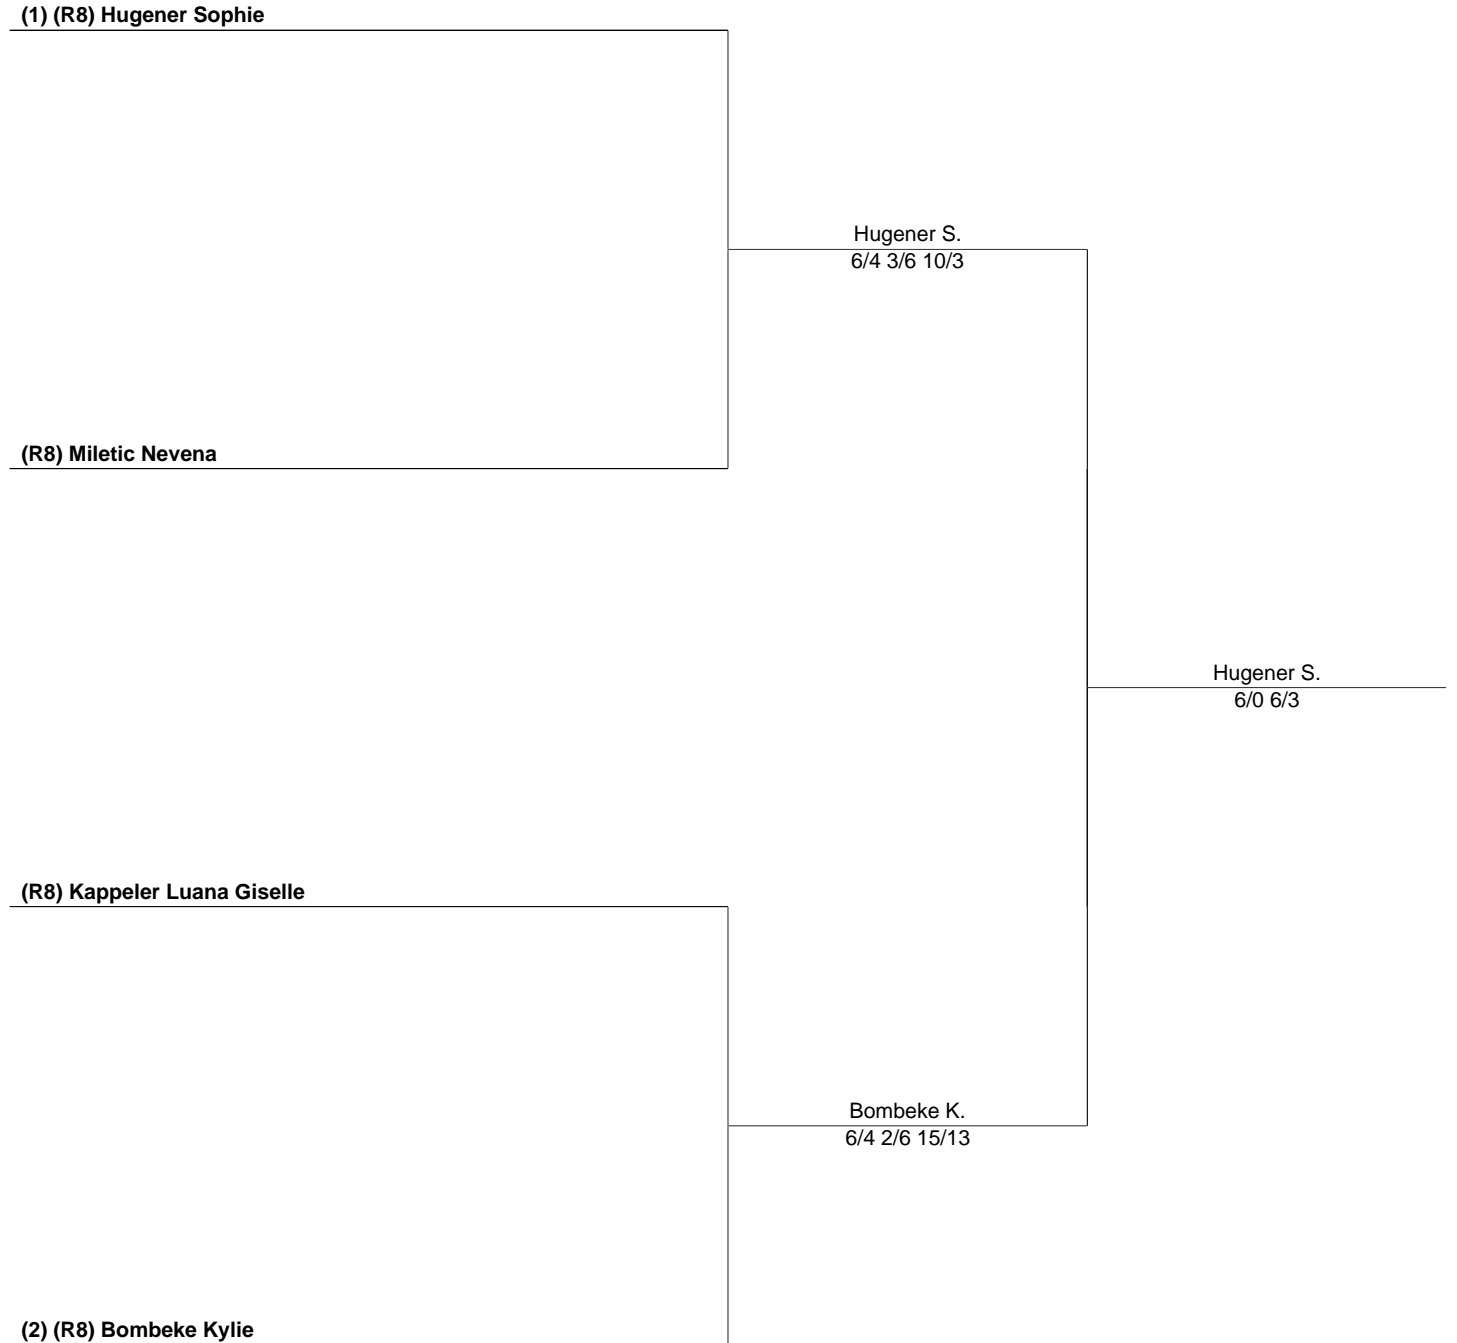 (1) (R8) Hugener Sophie
Hugener S.
6/4 3/6 10/3
(R8) Miletic Nevena
Hugener S.
6/0 6/3
(R8) Kappeler Luana Giselle
Bombeke K.
6/4 2/6 15/13
(2) (R8) Bombeke Kylie